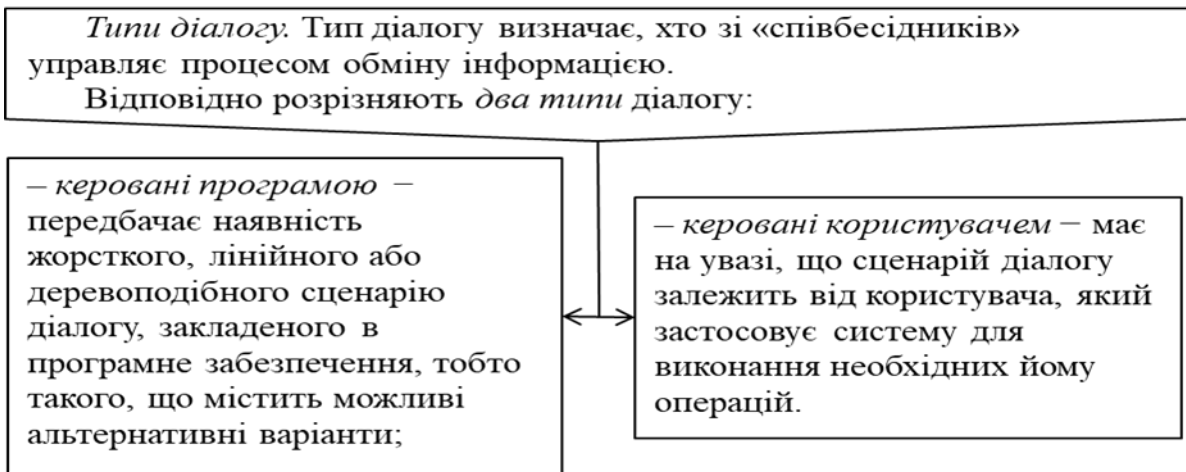 Типи діалогу. Тип діалогу визначає, хто зі «співбесідників»
управляє процесом обміну інформацією.
Відповідно розрізняють два типи діалогу:
– керовані програмою −
передбачає наявність
жорсткого, лінійного або
деревоподібного сценарію
діалогу, закладеного в
програмне забезпечення, тобто
такого, що містить можливі
альтернативні варіанти;
– керовані користувачем − має
на увазі, що сценарій діалогу
залежить від користувача, який
застосовує систему для
виконання необхідних йому
операцій.